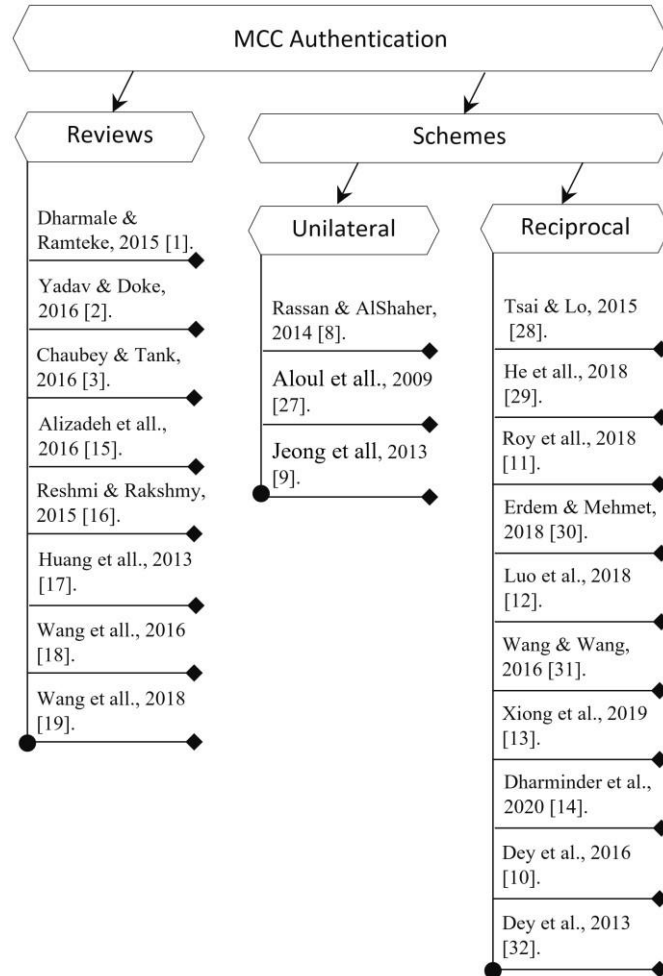 MCC Authentication
Reviews
Schemes
Unilateral
Reciprocal
Dharmale &
Ramteke, 2015 [1].
Yadav & Doke,
2016 [2].
Chaubey & Tank,
2016 [3].
Alizadeh et all.,
2016 [15].
Reshmi & Rakshmy,
2015 [16].
Huang et all., 2013
[17].
Wang et all., 2016
[18].
Wang et all., 2018
[19].
Rassan & AlShaher,
2014 [8].
Aloul et all., 2009
[27].
Jeong et all, 2013
[9].
Tsai & Lo, 2015
[28].
He et all., 2018
[29].
Roy et all., 2018
[11].
Erdem & Mehmet,
2018 [30].
Luo et al., 2018
[12].
Wang & Wang,
2016 [31].
Xiong et al., 2019
[13].
Dharminder et al.,
2020 [14].
Dey et al., 2016
[10].
Dey et al., 2013
[32].